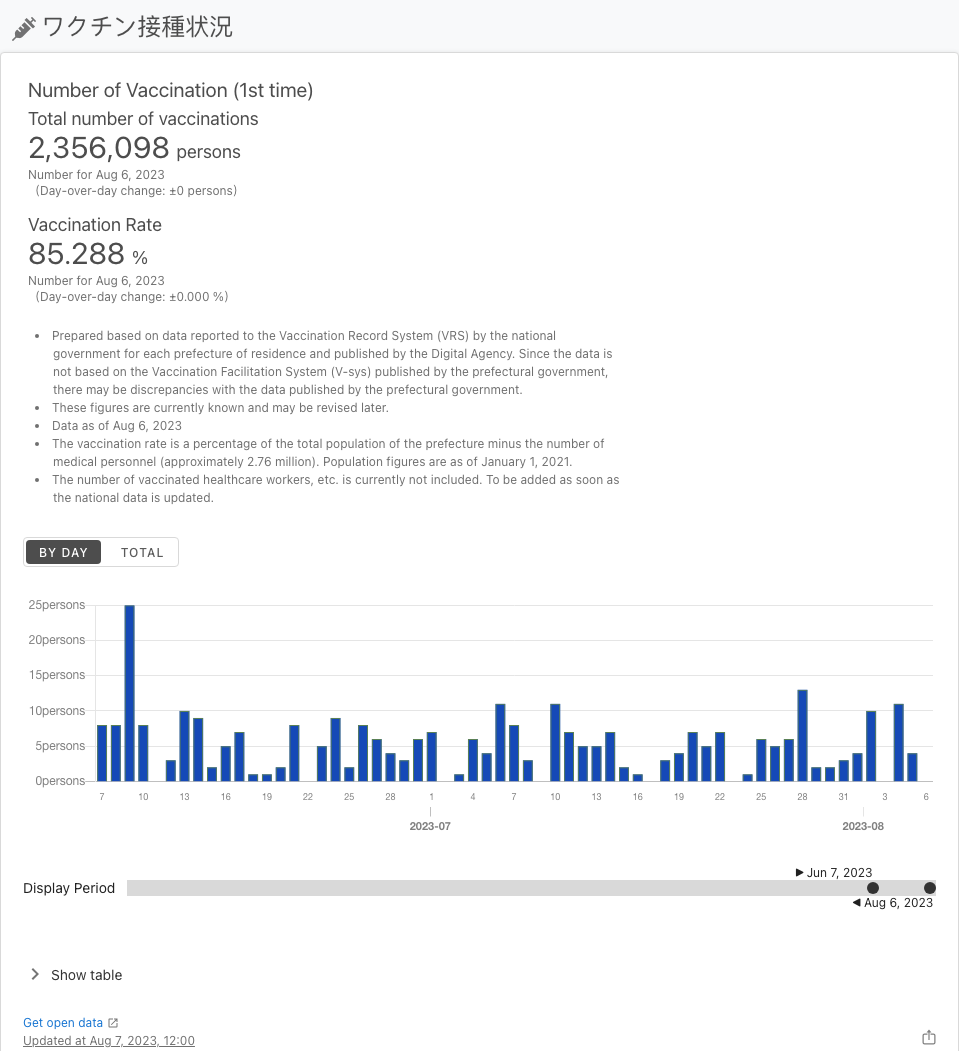 ワクチン接種状況
Number of Vaccination (1st time)
Total number of vaccinations
2,356,098 persons
Number for Aug 6, 2023
(Day-over-day change: ±0 persons)
Vaccination Rate
85.288 %
Number for Aug 6, 2023
(Day-over-day change: ±0.000 %)
• Prepared based on data reported to the Vaccination Record System (VRS) by the national
government for each prefecture of residence and published by the Digital Agency. Since the data is
not based on the Vaccination Facilitation System (V-sys) published by the prefectural government,
there may be discrepancies with the data published by the prefectural government.
• These figures are currently known and may be revised later.
• Data as of Aug 6, 2023
• The vaccination rate is a percentage of the total population of the prefecture minus the number of
medical personnel (approximately 2.76 million). Population figures are as of January 1, 2021.
• The number of vaccinated healthcare workers, etc. is currently not included. To be added as soon as
the national data is updated.
BY DAY TOTAL
25persons
20persons
15persons
10persons
5persons
0persons
7 10 13 16 19 22 25 28 1 4 7 10 13 16 19 22 25 28 31 3 6
2023-07 2023-08
▶ Jun 7, 2023
Display Period
◀ Aug 6, 2023
Show table
Get open data
Updated at Aug 7, 2023, 12:00